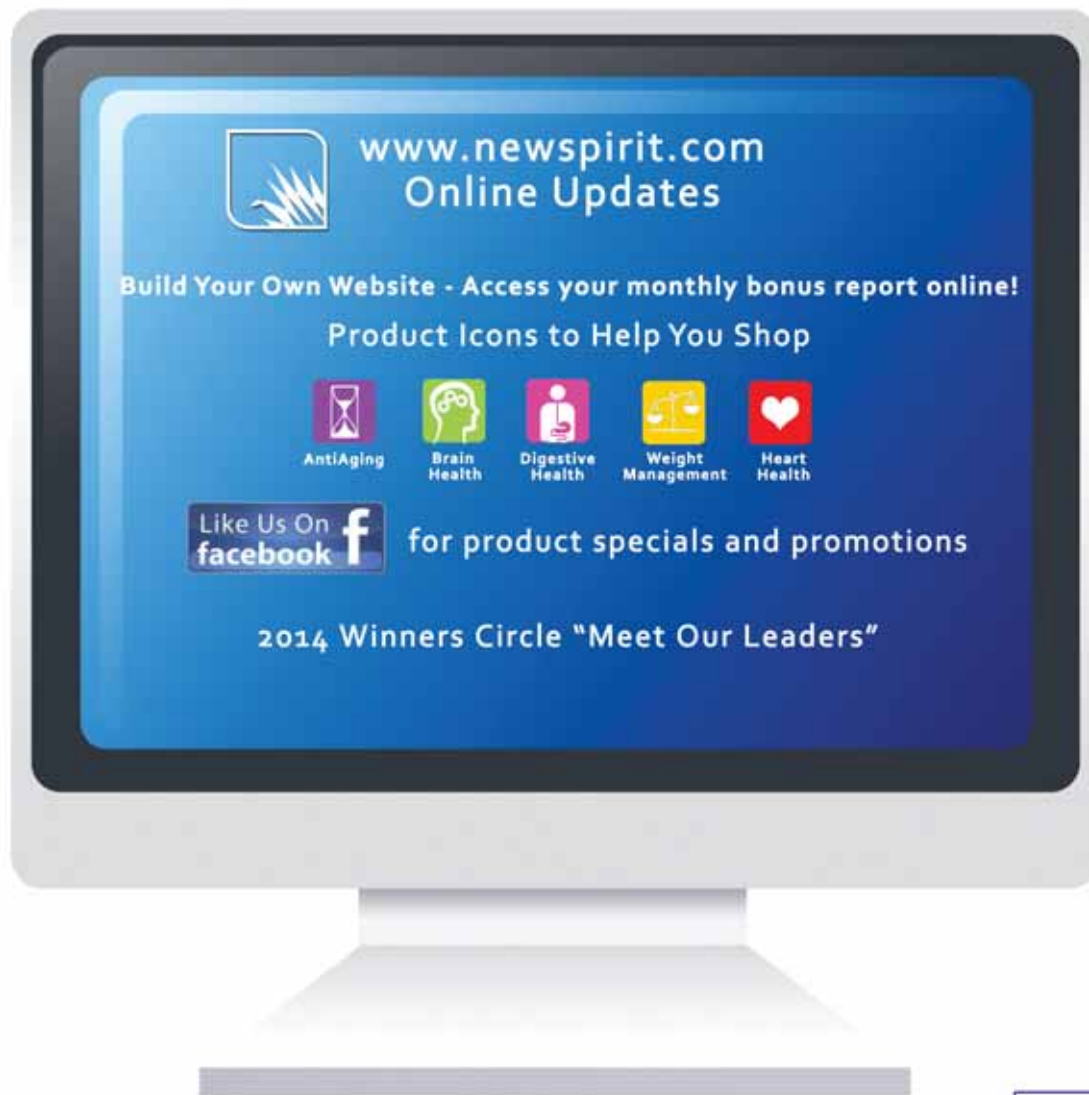 www.newspirit.com
Online Updates
Build Your Own Website - Access your monthly bonus report online!
Product Icons to Help You Shop
AntiAging
Brain
Health
Digestive
Health
Weight
Management
Heart
Health
Like Us On
facebook f
for product specials and promotions
2014 Winners Circle “Meet Our Leaders”